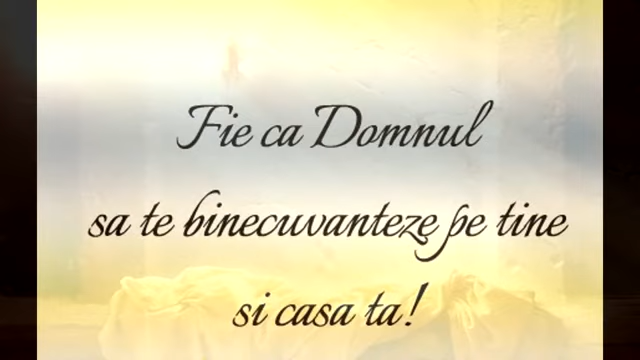 Fie ca Domnul
sa te binecuvanteze pe tine
si casa ta!